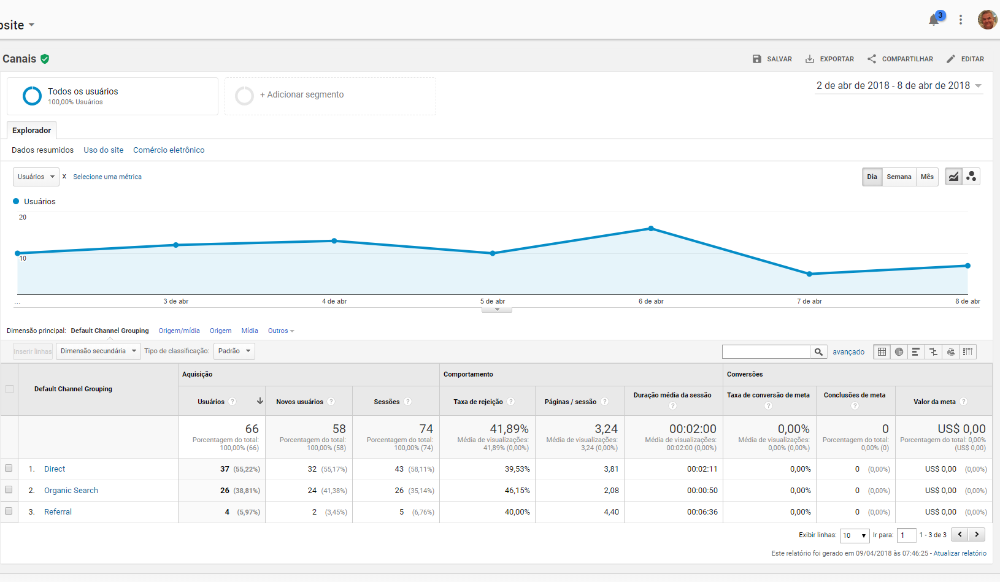 3
osite
Canais
SALVAR EXPORTAR COMPARTILHAR EDITAR
Todos os usuários
100,00% Usuários
+ Adicionar segmento
2 de abr de 2018 - 8 de abr de 2018
Explorador
Dados resumidos Uso do site Comércio eletrônico
Usuários x Selecione uma métrica
Dia Semana Mês
Usuários
20
10
... 3 de abr 4 de abr 5 de abr 6 de abr 7 de abr 8 de abr
Dimensão principal: Default Channel Grouping Origem/mídia Origem Mídia Outros
Inserir linhas Dimensão secundária Tipo de classificação: Padrão avançado
Default Channel Grouping Aquisição Comportamento Conversões
Usuários ? Novos usuários ? Sessões ? Taxa de rejeição ? Páginas / sessão ? Duração média da sessão ? Taxa de conversão de meta ? Conclusões de meta ? Valor da meta ?
66 58 74 41,89% 3,24 00:02:00 0,00% 0 US$ 0,00
Porcentagem do total: Porcentagem do total: Porcentagem do total: Média de visualizações: Média de visualizações: Média de visualizações: Média de visualizações: Porcentagem do total: Porcentagem do total: 0,00%
100,00% (66) 100,00% (58) 100,00% (74) 41,89% (0,00%) 3,24 (0,00%) 00:02:00 (0,00%) 0,00% (0,00%) 0,00% (0) (US$ 0,00)
1. Direct 37 (55,22%) 32 (55,17%) 43 (58,11%) 39,53% 3,81 00:02:11 0,00% 0 (0,00%) US$ 0,00 (0,00%)
2. Organic Search 26 (38,81%) 24 (41,38%) 26 (35,14%) 46,15% 2,08 00:00:50 0,00% 0 (0,00%) US$ 0,00 (0,00%)
3. Referral 4 (5,97%) 2 (3,45%) 5 (6,76%) 40,00% 4,40 00:06:36 0,00% 0 (0,00%) US$ 0,00 (0,00%)
Exibir linhas: 10 Ir para: 1 1 - 3 de 3
Este relatório foi gerado em 09/04/2018 às 07:46:25 - Atualizar relatório